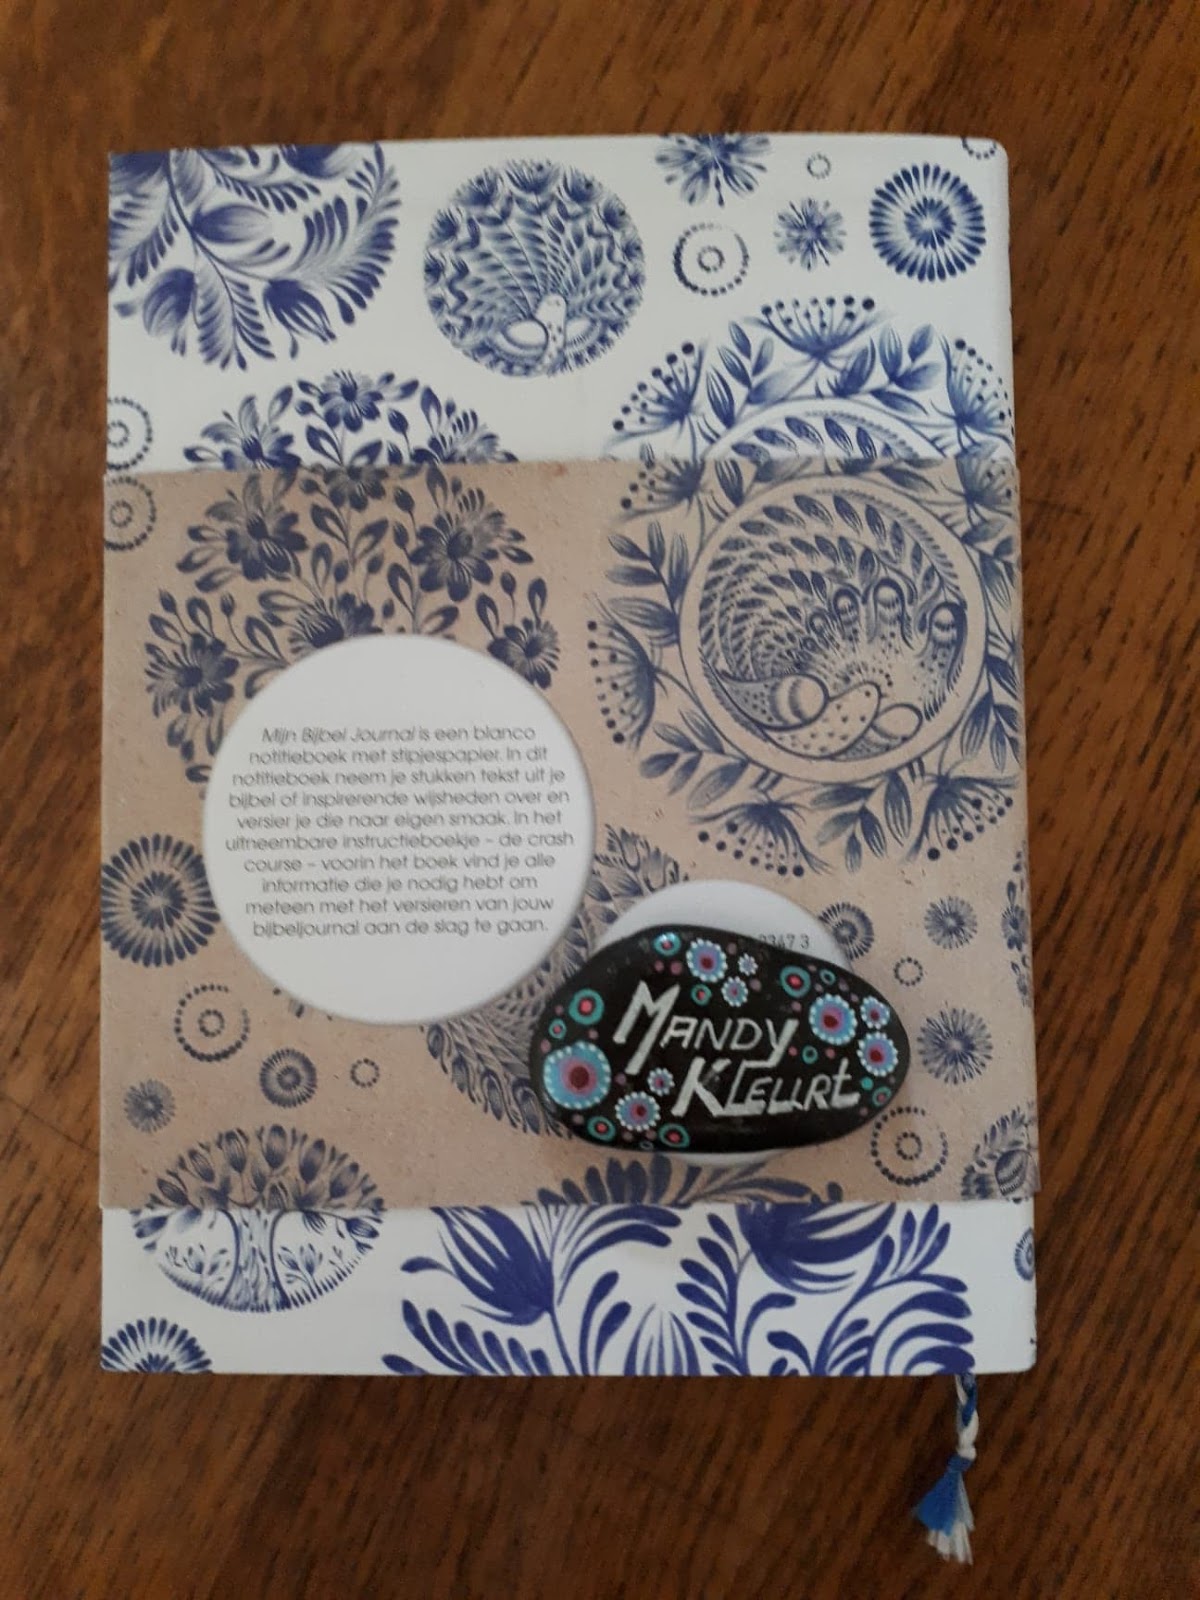 Mijn Bijbel Journal is een blanco
notitieboek met stipjespapier. In dit
notitieboek neem je stukken tekst uit je
bijbel of inspirerende wijsheden over en
versier je die naar eigen smaak. In het
uitneembare instructieboekje – de crash
course – voorin het boek vind je alle
informatie die je nodig hebt om
meteen met het versieren van jouw
bijbeljournal aan de slag te gaan.
MANDY
KLEURT